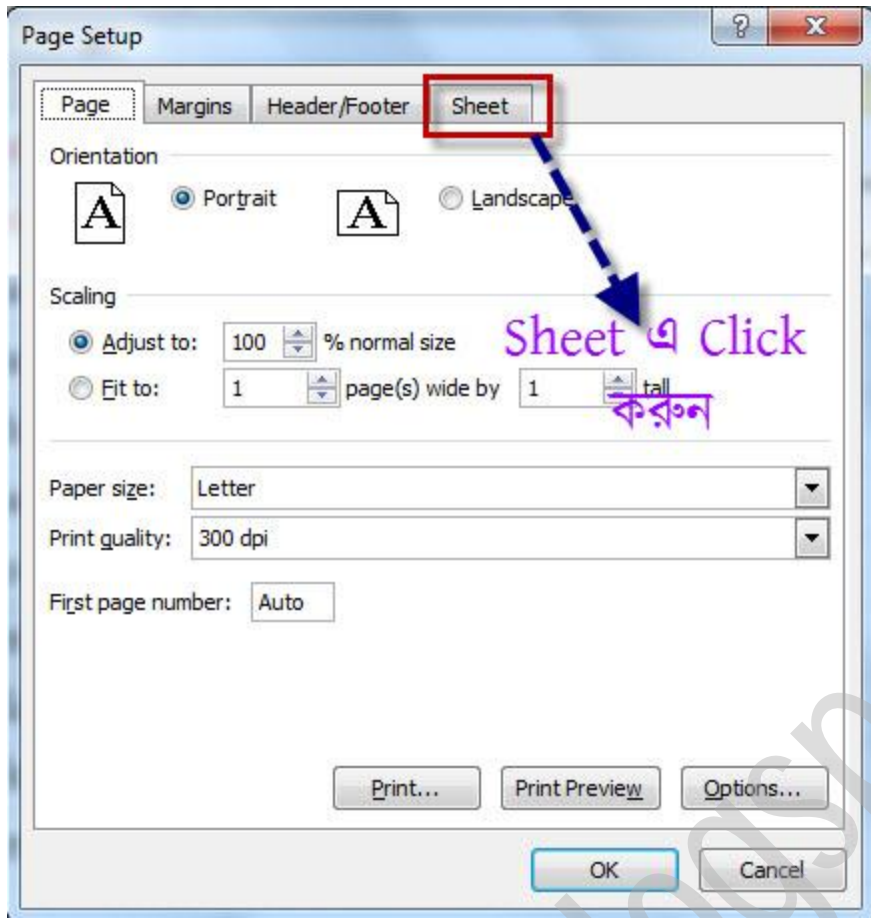 Page Setup
Page Margins Header/Footer Sheet
Orientation
A Portrait A Landscape
Scaling
Adjust to: 100 % normal size
Fit to: 1 page(s) wide by 1 tall
Sheet এ Click
করুন
Paper size: Letter
Print quality: 300 dpi
First page number: Auto
Print... Print Preview Options...
OK Cancel